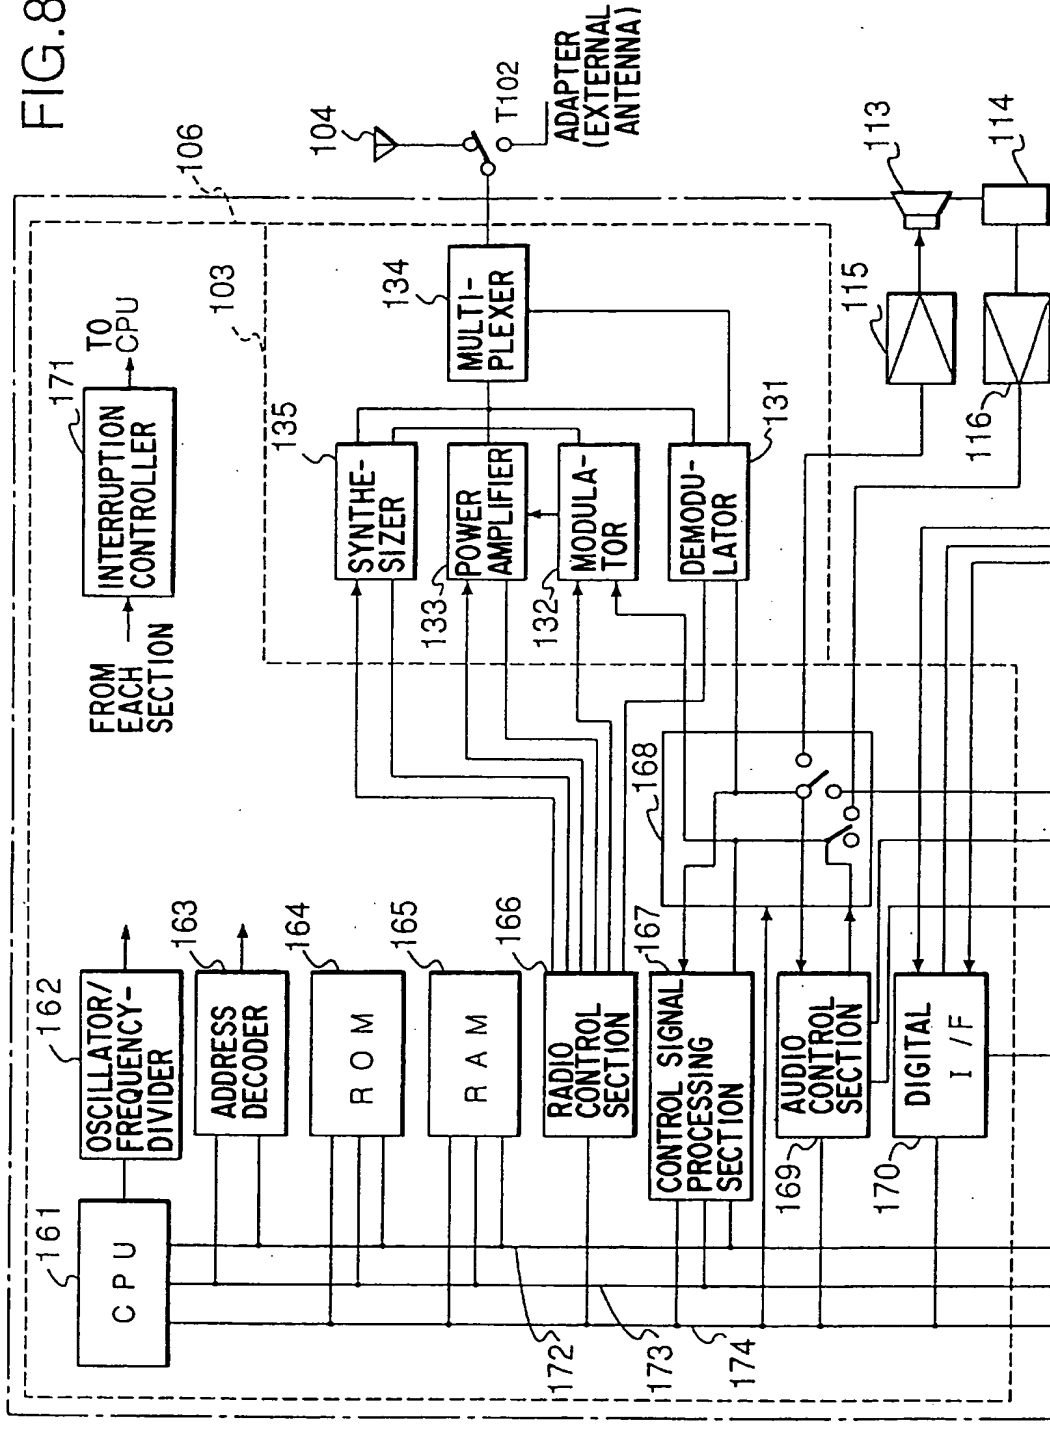 FIG.8
106
103
104
T102
ADAPTER
(EXTERNAL
ANTENNA)
171
TO
CPU
INTERRUPTION
CONTROLLER
FROM
EACH
SECTION
134
MULTI-
PLEXER
135
SYNTHE-
SIZER
POWER
AMPLIFIER
133
MODULA-
TOR
132
DEMODU-
LATOR
131
115
113
114
116
161
CPU
162
OSCILLATOR/
FREQUENCY-
DIVIDER
163
ADDRESS
DECODER
164
ROM
165
RAM
166
RADIO
CONTROL
SECTION
167
CONTROL SIGNAL
PROCESSING
SECTION
168
AUDIO
CONTROL
SECTION
169
DIGITAL
I/F
170
172
173
174